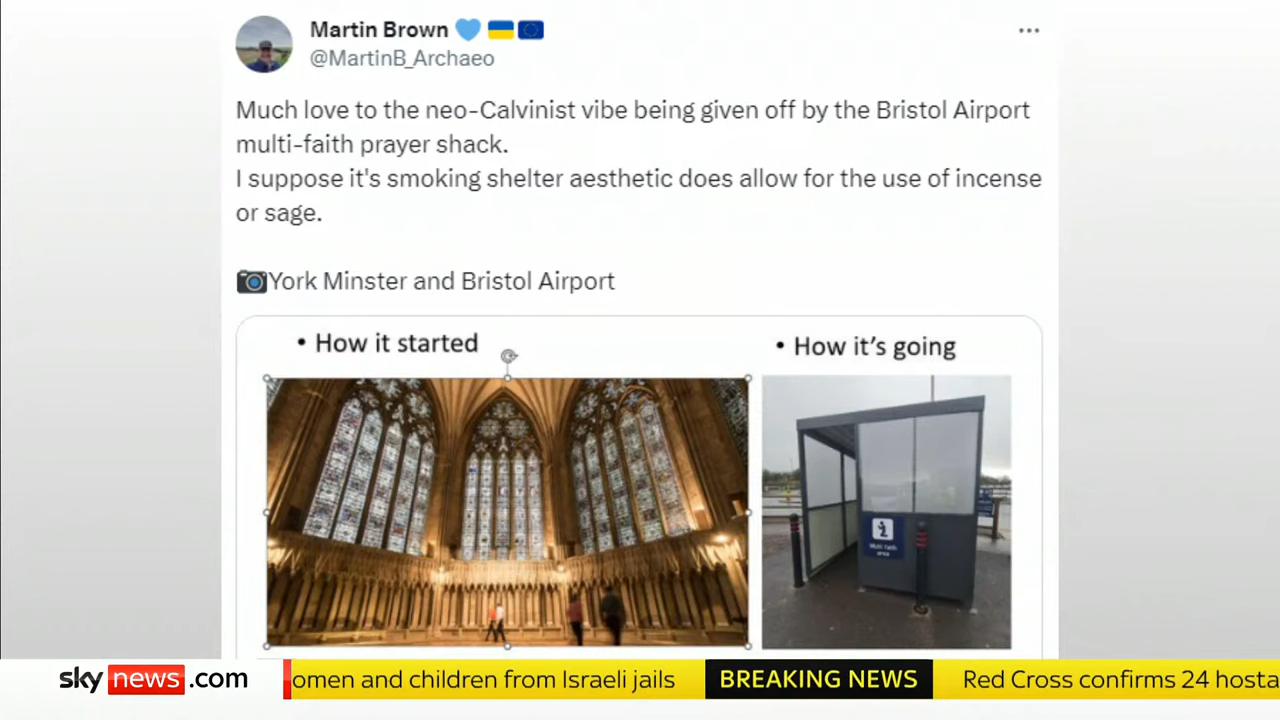 Martin Brown
@MartinB_Archaeo
Much love to the neo-Calvinist vibe being given off by the Bristol Airport
multi-faith prayer shack.
I suppose it's smoking shelter aesthetic does allow for the use of incense
or sage.
York Minster and Bristol Airport
• How it started
• How it's going
Multi faith
area
sky news.com
omen and children from Israeli jails
BREAKING NEWS
Red Cross confirms 24 hosta